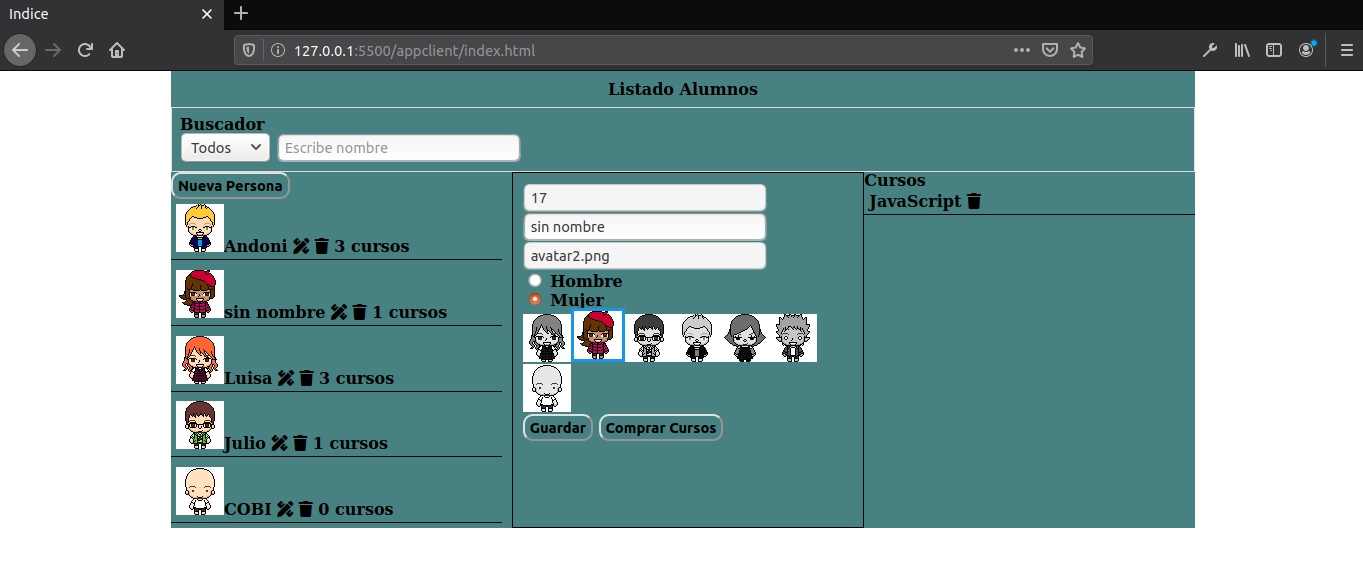 Indice
127.0.0.1:5500/appclient/index.html
Listado Alumnos
Buscador
Todos
Escribe nombre
Nueva Persona
Andoni 3 cursos
sin nombre 1 cursos
Luisa 3 cursos
Julio 1 cursos
COBI 0 cursos
17
sin nombre
avatar2.png
Hombre
Mujer
Guardar Comprar Cursos
Cursos
JavaScript